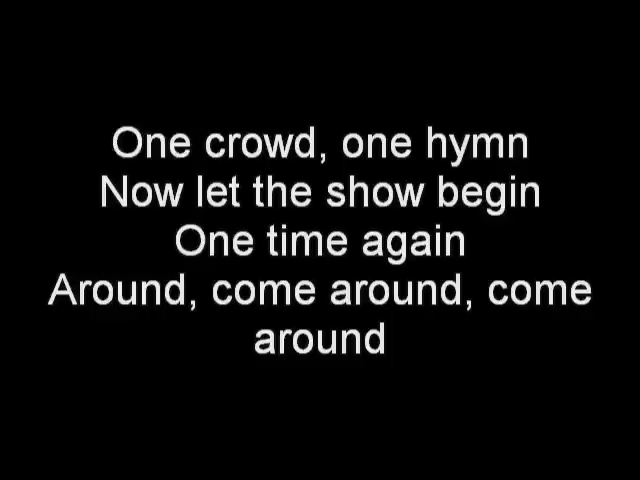 One crowd, one hymn
Now let the show begin
One time again
Around, come around, come
around